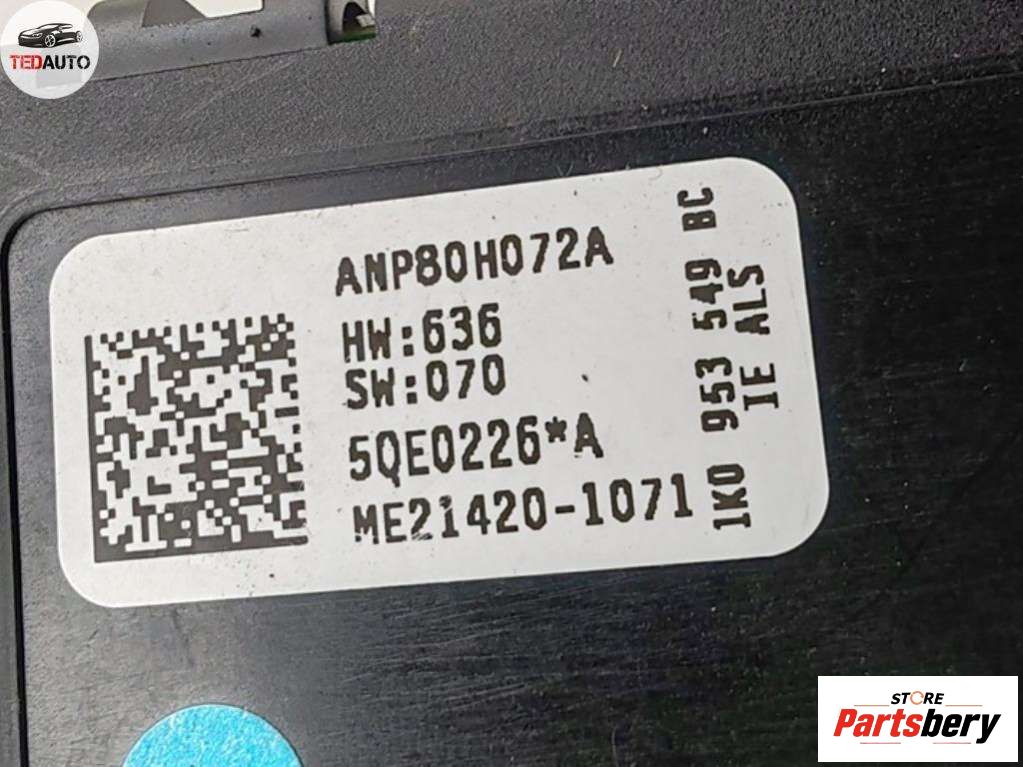 TEDAUTO
ANP80H072A
HW:636
SW:070
5QE0226*A
ME21420-1071
1K0 953 549 BC
IE ALS
STORE
Partsbery